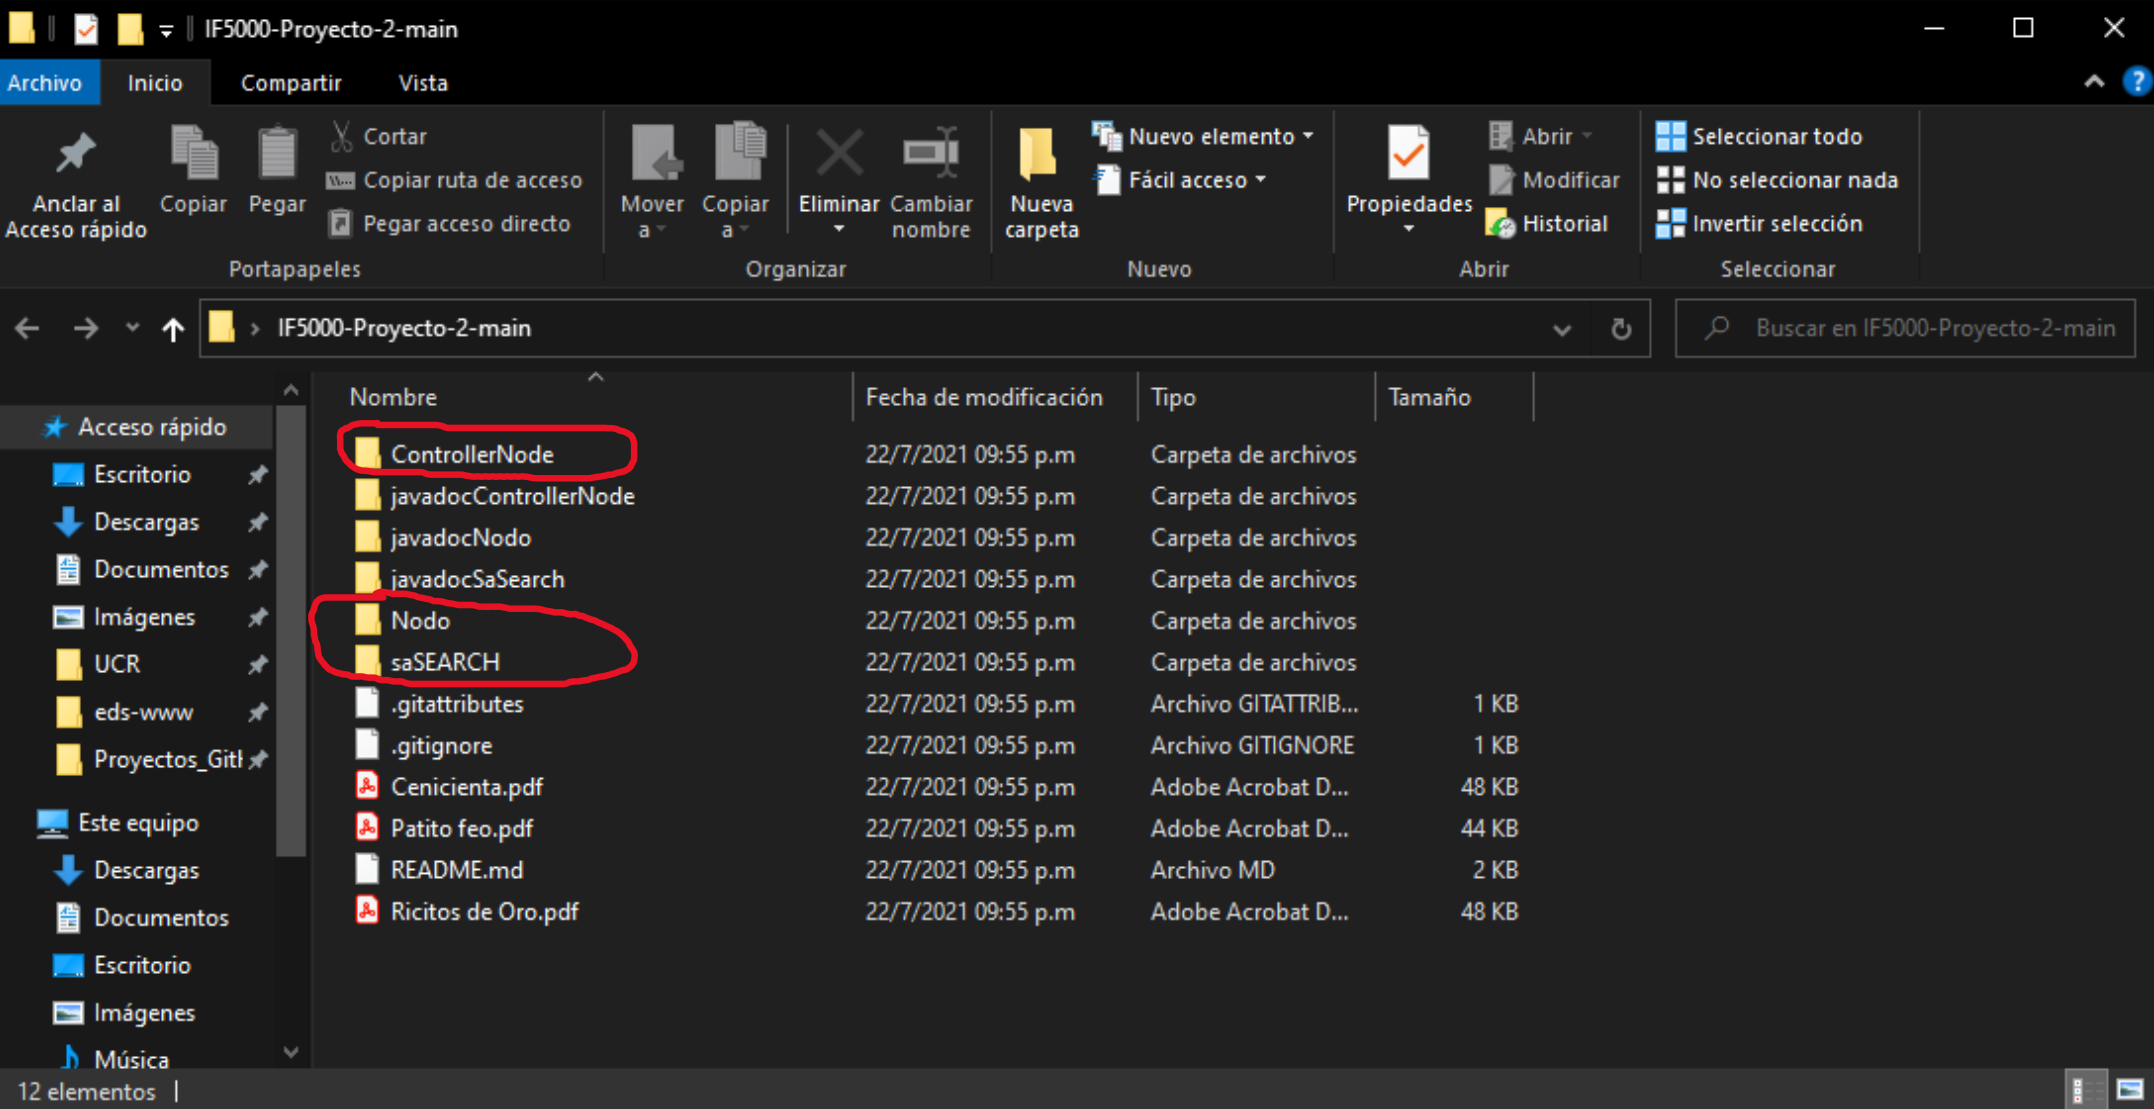 IF5000-Proyecto-2-main
Archivo Inicio Compartir Vista
Anclar al
Acceso rápido
Copiar
Pegar
Cortar
Copiar ruta de acceso
Pegar acceso directo
Portapapeles
Mover
a
Copiar
a
Eliminar
Cambiar
nombre
Organizar
Nueva
carpeta
Nuevo elemento
Fácil acceso
Nuevo
Propiedades
Abrir
Modificar
Historial
Abrir
Seleccionar todo
No seleccionar nada
Invertir selección
Seleccionar
IF5000-Proyecto-2-main
Buscar en IF5000-Proyecto-2-main
Acceso rápido
Escritorio
Descargas
Documentos
Imágenes
UCR
eds-www
Este equipo
Descargas
Documentos
Escritorio
Imágenes
Música
Nombre Fecha de modificación Tipo Tamaño
ControllerNode 22/7/2021 09:55 p.m Carpeta de archivos
javadocControllerNode 22/7/2021 09:55 p.m Carpeta de archivos
javadocNodo 22/7/2021 09:55 p.m Carpeta de archivos
javadocSaSearch 22/7/2021 09:55 p.m Carpeta de archivos
Nodo 22/7/2021 09:55 p.m Carpeta de archivos
saSEARCH 22/7/2021 09:55 p.m Carpeta de archivos
.gitattributes 22/7/2021 09:55 p.m Archivo GITATTRIB... 1 KB
.gitignore 22/7/2021 09:55 p.m Archivo GITIGNORE 1 KB
Cenicienta.pdf 22/7/2021 09:55 p.m Adobe Acrobat D... 48 KB
Patito feo.pdf 22/7/2021 09:55 p.m Adobe Acrobat D... 44 KB
README.md 22/7/2021 09:55 p.m Archivo MD 2 KB
Ricitos de Oro.pdf 22/7/2021 09:55 p.m Adobe Acrobat D... 48 KB
12 elementos